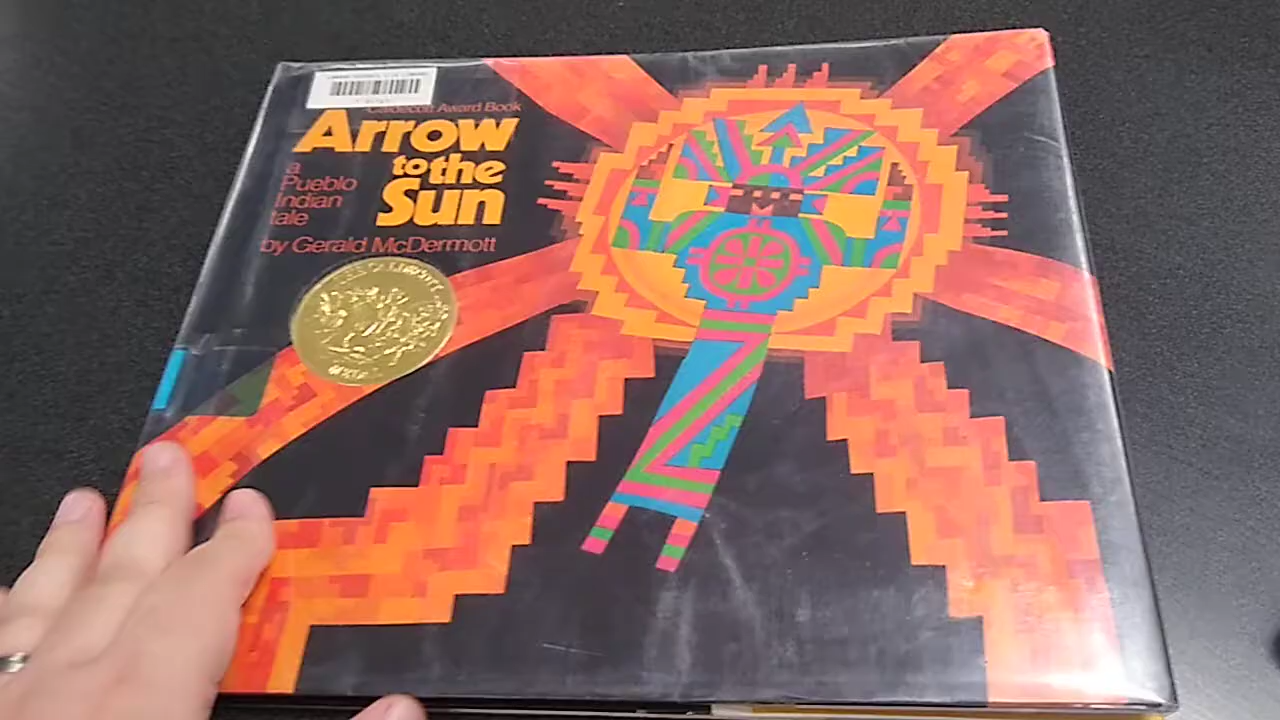 Caldecott Award Book
Arrow
to the
Sun
a
Pueblo
Indian
tale
by Gerald McDermott